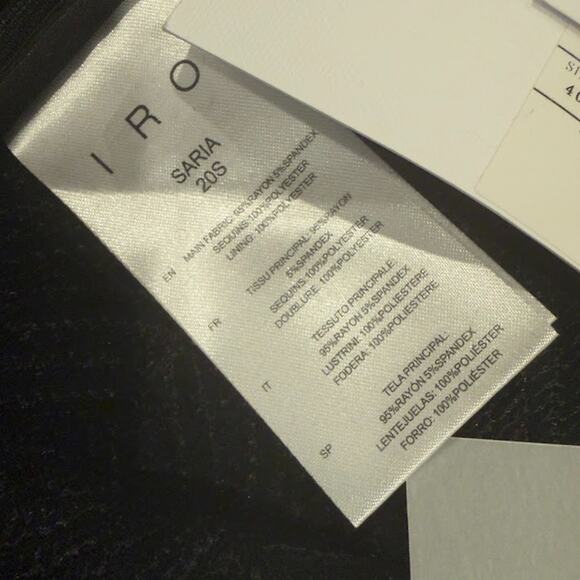 IRO
SARIA
20S
EN
MAIN FABRIC: 95%RAYON 5%SPANDEX
SEQUINS:100%POLYESTER
LINING: 100%POLYESTER
FR
TISSU PRINCIPAL: 95%RAYON
5%SPANDEX
SEQUINS:100%POLYESTER
DOUBLURE: 100%POLYESTER
IT
TESSUTO PRINCIPALE:
95%RAYON 5%SPANDEX
LUSTRINI: 100%POLIESTERE
FODERA: 100%POLIESTERE
SP
TELA PRINCIPAL:
95%RAYÓN 5%SPANDEX
LENTEJUELAS: 100%POLIÉSTER
FORRO: 100%POLIÉSTER